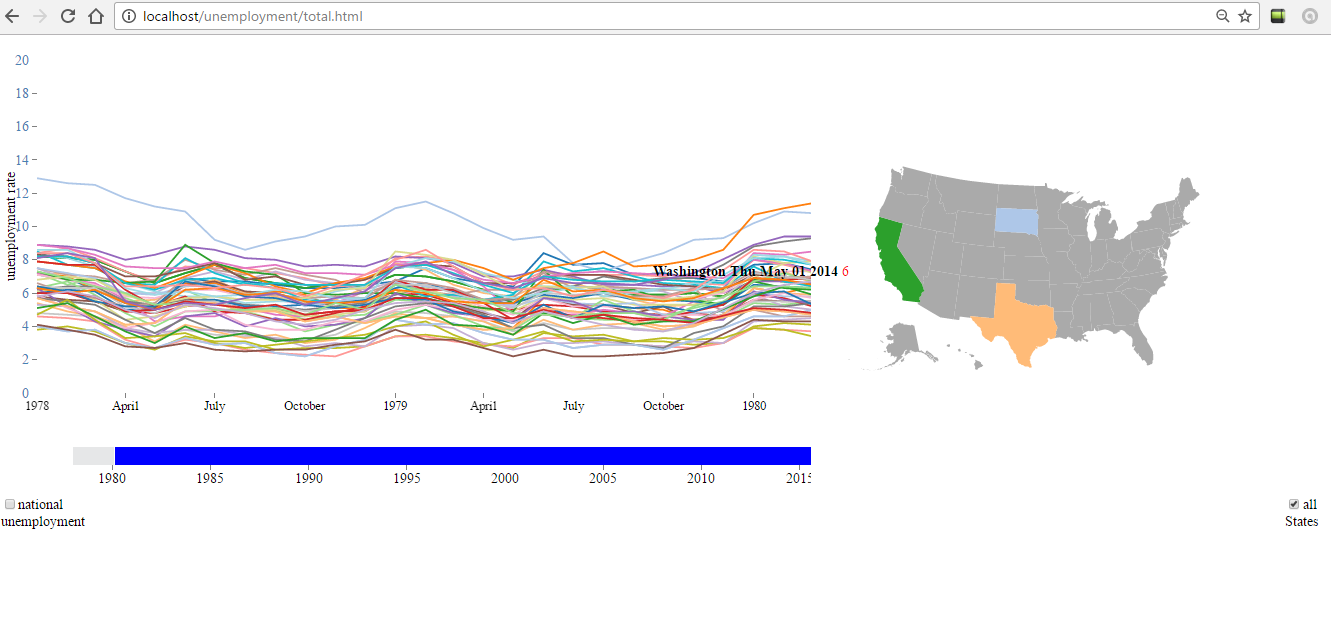 localhost/unemployment/total.html
20
18
16
14
12
10
8
6
4
2
0
unemployment rate
Washington Thu May 01 2014 6
1978 April July October 1979 April July October 1980
1980 1985 1990 1995 2000 2005 2010 2015
national
unemployment
all
States